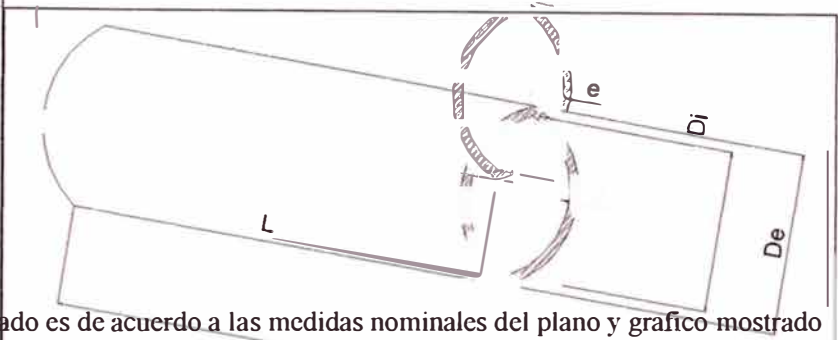 e
Di
De
L
ado es de acuerdo a las medidas nominales del plano y grafico mostrado